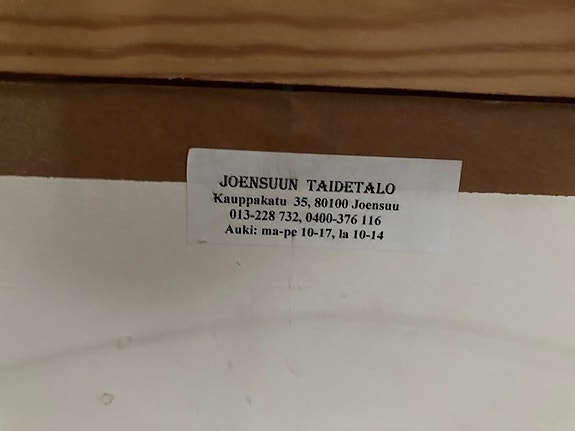 JOENSUUN TAIDETALO
Kauppakatu 35, 80100 Joensuu
013-228 732, 0400-376 116
Auki: ma-pe 10-17, la 10-14